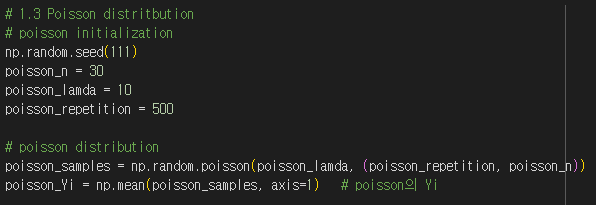 # 1.3 Poisson distritbution
# poisson initialization
np.random.seed(111)
poisson_n = 30
poisson_lamda = 10
poisson_repetition = 500
# poisson distribution
poisson_samples = np.random.poisson(poisson_lamda, (poisson_repetition, poisson_n))
poisson_Yi = np.mean(poisson_samples, axis=1) # poisson의 Yi